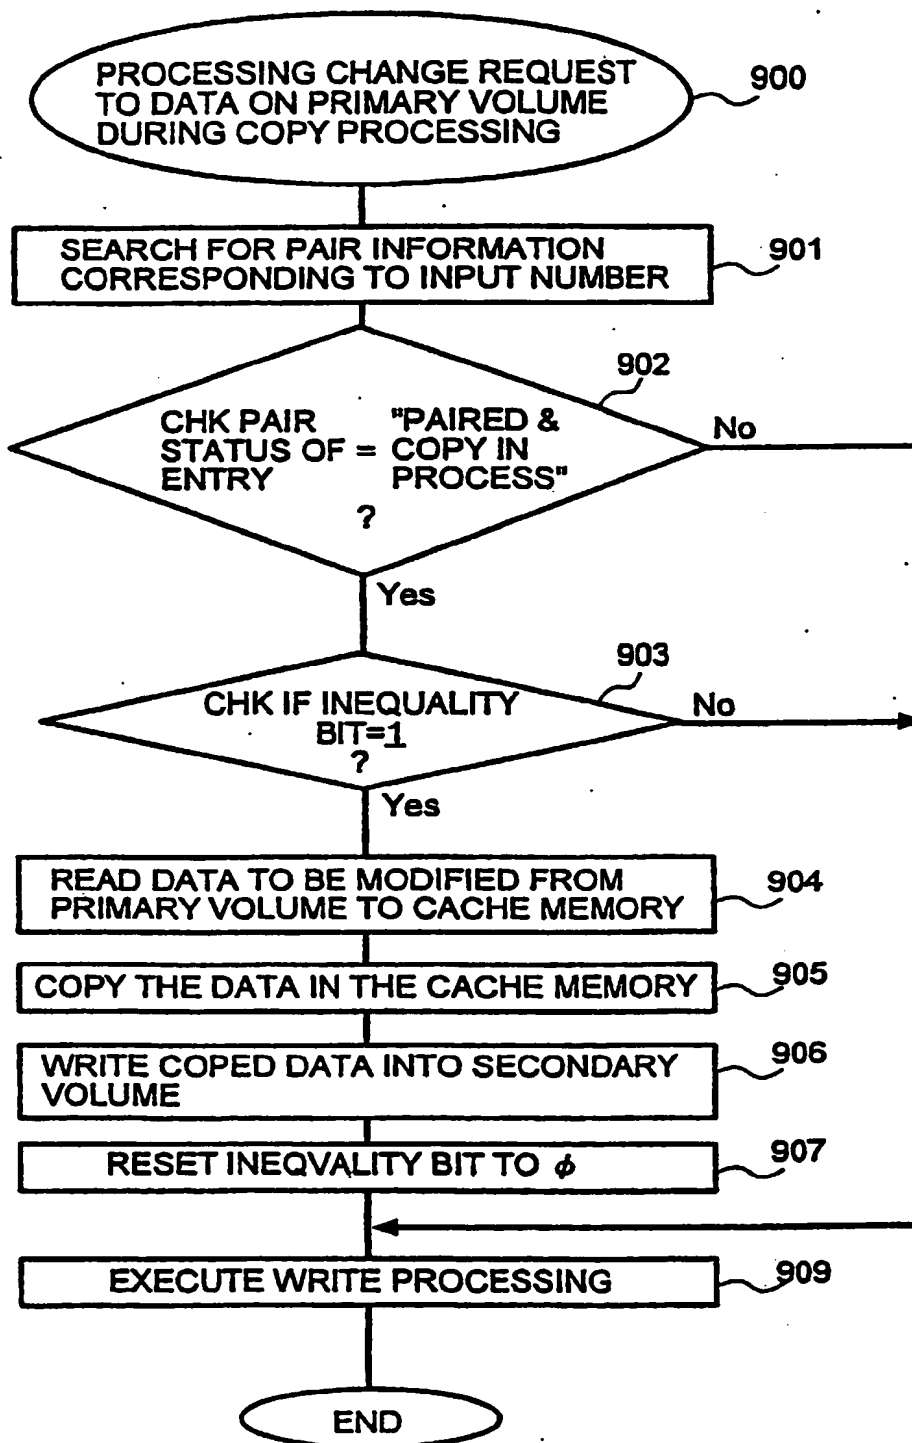 PROCESSING CHANGE REQUEST
TO DATA ON PRIMARY VOLUME
DURING COPY PROCESSING
900
SEARCH FOR PAIR INFORMATION
CORRESPONDING TO INPUT NUMBER
901
902
CHK PAIR "PAIRED &
STATUS OF = COPY IN
ENTRY PROCESS"
?
No
Yes
903
CHK IF INEQUALITY
BIT=1
?
No
Yes
READ DATA TO BE MODIFIED FROM
PRIMARY VOLUME TO CACHE MEMORY
904
COPY THE DATA IN THE CACHE MEMORY
905
WRITE COPED DATA INTO SECONDARY
VOLUME
906
RESET INEQVALITY BIT TO ϕ
907
EXECUTE WRITE PROCESSING
909
END